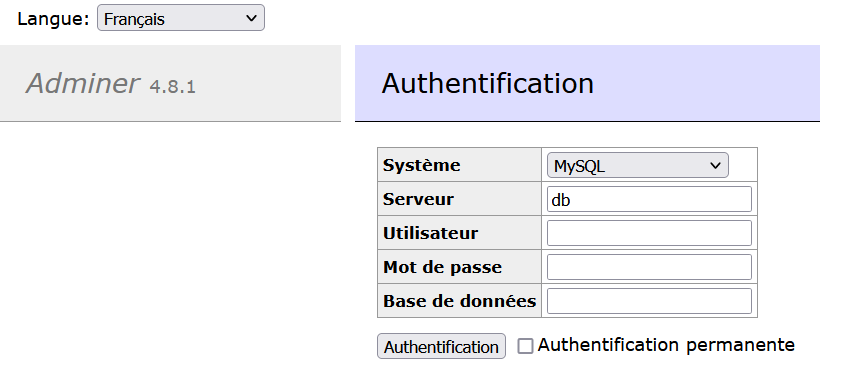 Langue: Français
Adminer 4.8.1
Authentification
Système MySQL
Serveur db
Utilisateur
Mot de passe
Base de données
Authentification Authentification permanente